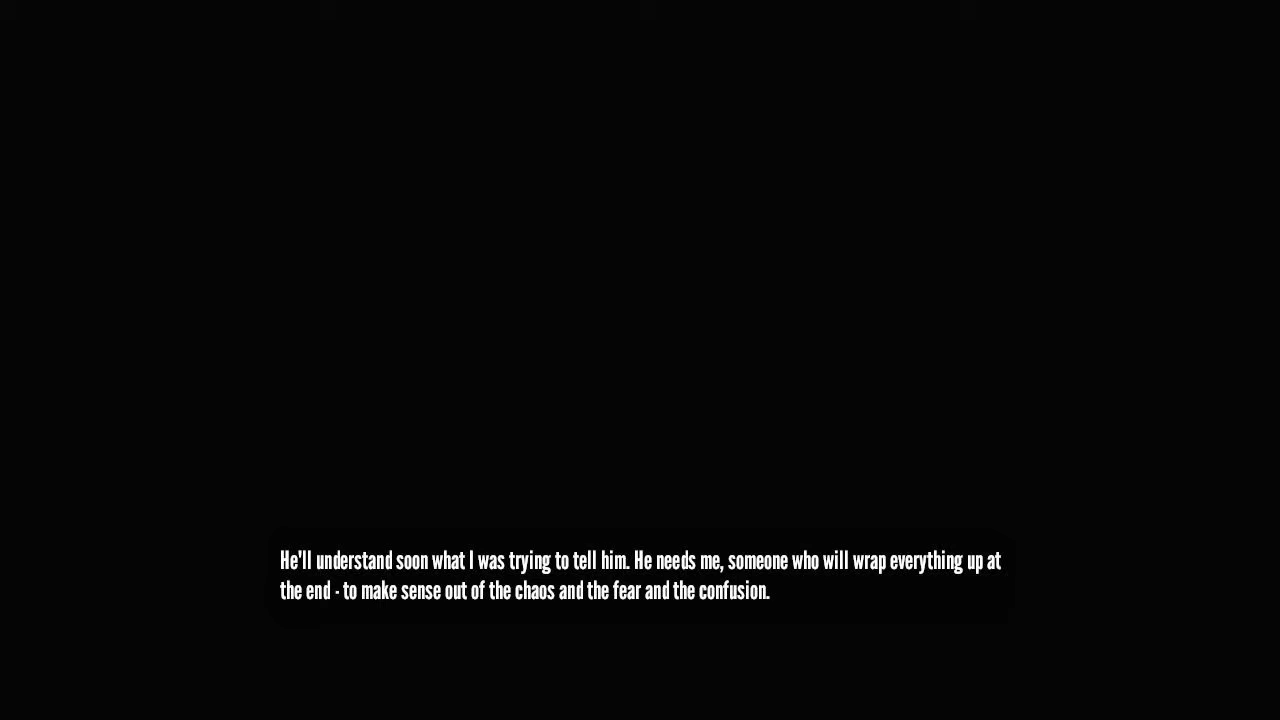 He'll understand soon what I was trying to tell him. He needs me, someone who will wrap everything up at
the end - to make sense out of the chaos and the fear and the confusion.